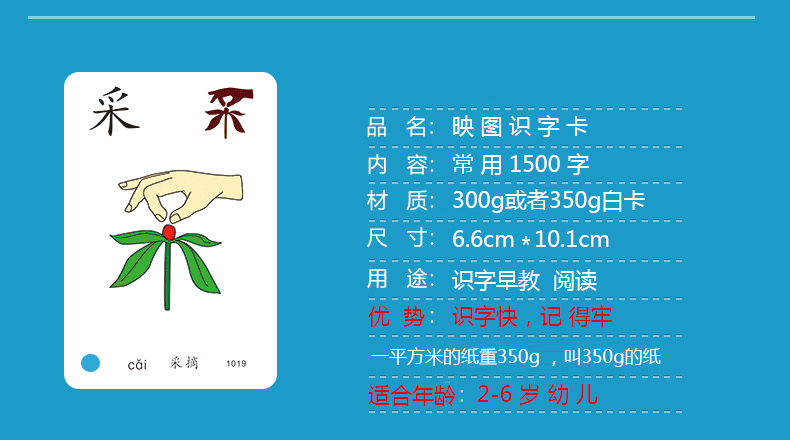 采
cǎi 采摘 1019
品 名： 映图识字卡
内 容： 常用1500字
材 质： 300g或者350g白卡
尺 寸： 6.6cm*10.1cm
用 途： 识字早教 阅读
优 势： 识字快，记 得牢
一平方米的纸重350g ，叫350g的纸
适合年龄：2-6岁幼儿